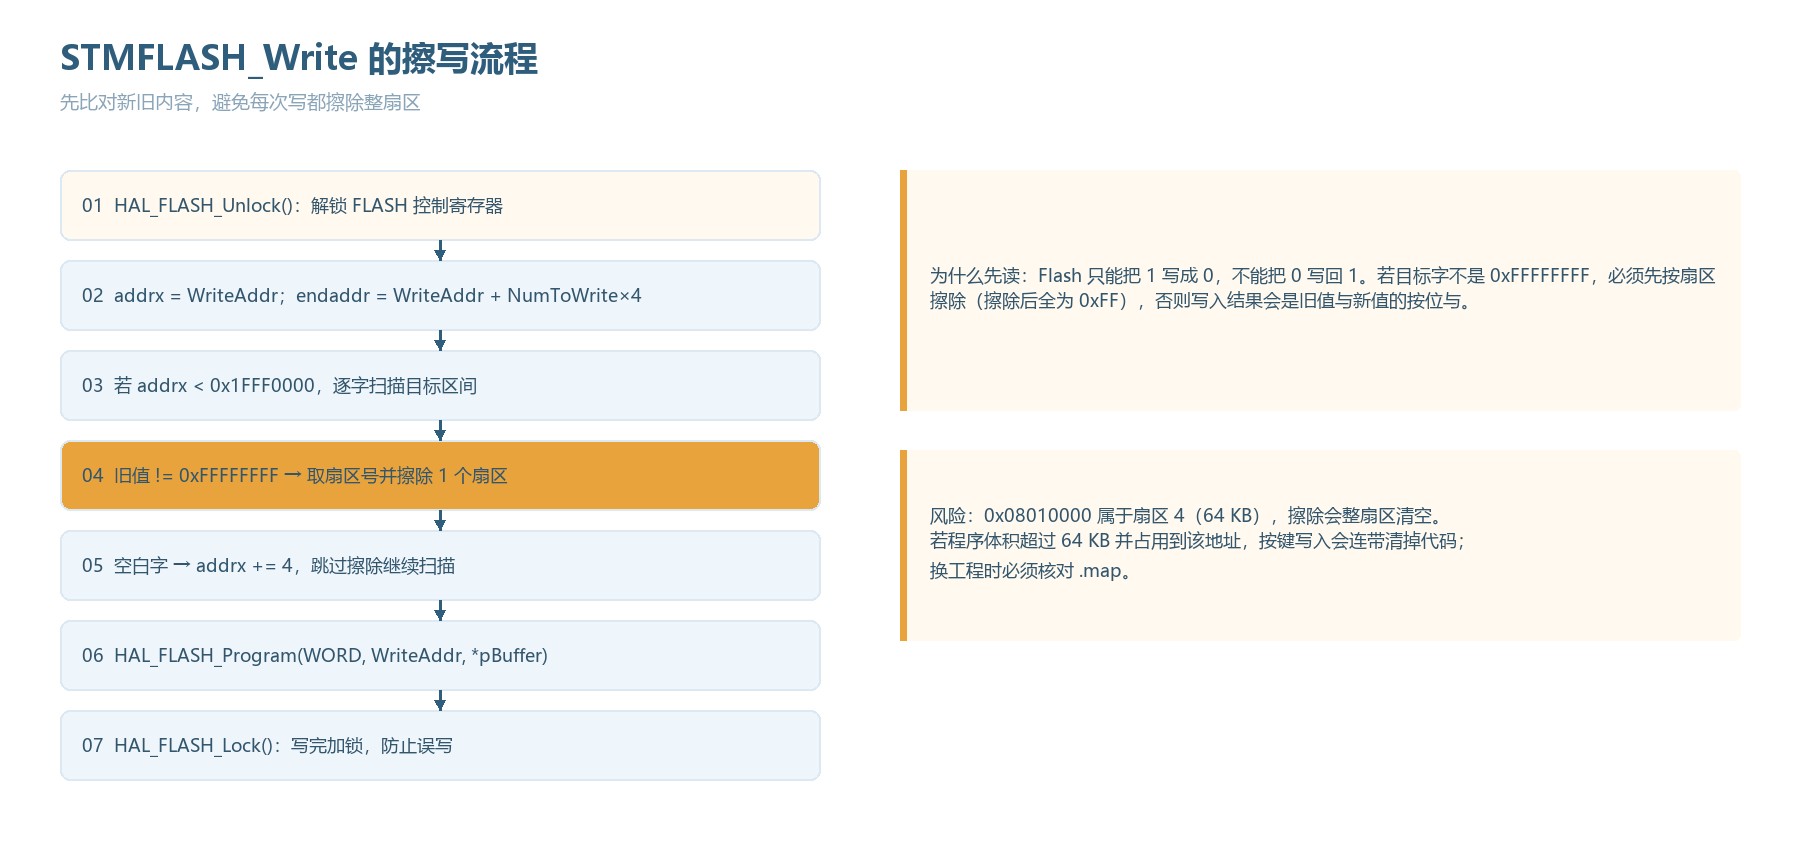 STMFLASH_Write 的擦写流程
先比对新旧内容，避免每次写都擦除整扇区
01 HAL_FLASH_Unlock()：解锁 FLASH 控制寄存器
02 addrx = WriteAddr；endaddr = WriteAddr + NumToWrite×4
03 若 addrx < 0x1FFF0000，逐字扫描目标区间
04 旧值 != 0xFFFFFFFF → 取扇区号并擦除 1 个扇区
05 空白字 → addrx += 4，跳过擦除继续扫描
06 HAL_FLASH_Program(WORD, WriteAddr, *pBuffer)
07 HAL_FLASH_Lock()：写完加锁，防止误写
为什么先读：Flash 只能把 1 写成 0，不能把 0 写回 1。若目标字不是 0xFFFFFFFF，必须先按扇区
擦除（擦除后全为 0xFF），否则写入结果会是旧值与新值的按位与。
风险：0x08010000 属于扇区 4（64 KB），擦除会整扇区清空。
若程序体积超过 64 KB 并占用到该地址，按键写入会连带清掉代码；
换工程时必须核对 .map。